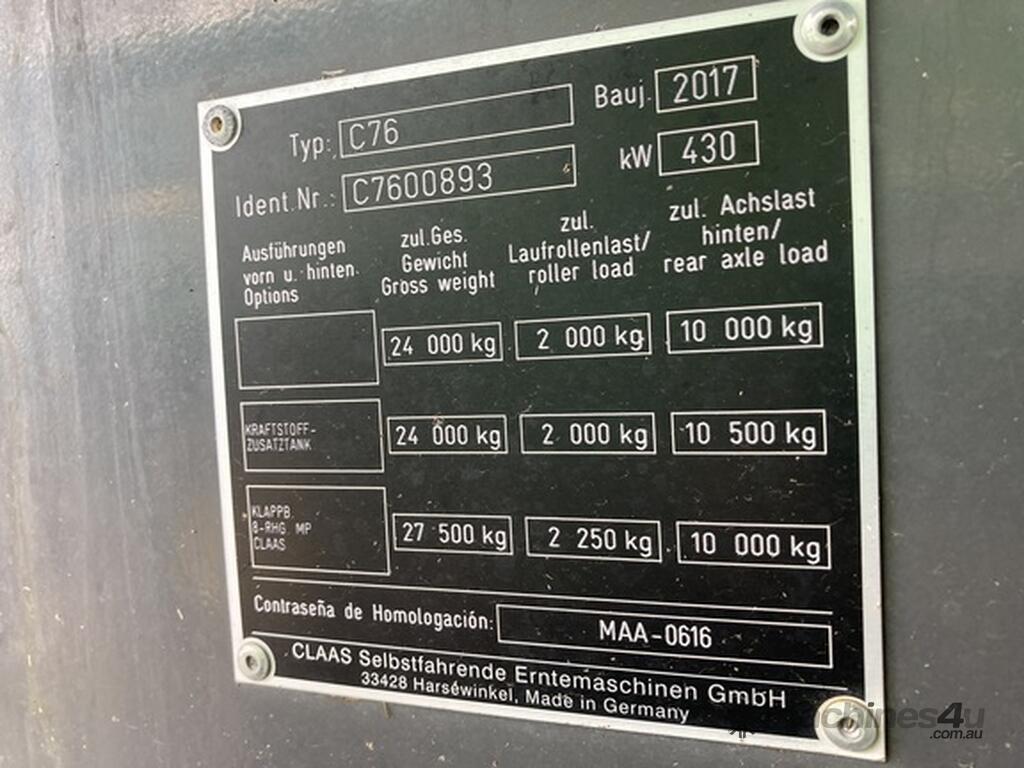 Typ: C76
Bauj. 2017
Ident.Nr.: C7600893
kW 430
Ausführungen
vorn u. hinten.
Options
zul.Ges.
Gewicht
Gross weight
zul.
Laufrollenlast/
roller load
zul. Achslast
hinten/
rear axle load
24 000 kg 2 000 kg 10 000 kg
KRAFTSTOFF-
ZUSATZTANK
24 000 kg 2 000 kg 10 500 kg
KLAPPB.
8-RHG MP
CLAAS
27 500 kg 2 250 kg 10 000 kg
Contraseña de Homologación: MAA-0616
CLAAS Selbstfahrende Erntemaschinen GmbH
33428 Harsewinkel, Made in Germany
machines4u
.com.au